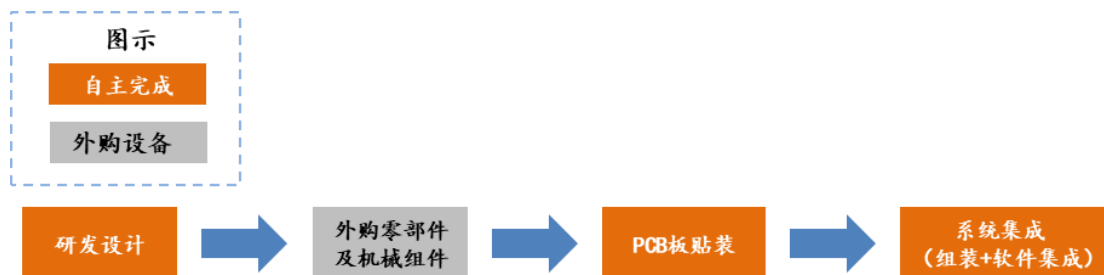 图示
自主完成
外购设备
研发设计
外购零部件
及机械组件
PCB板贴装
系统集成
（组装+软件集成）